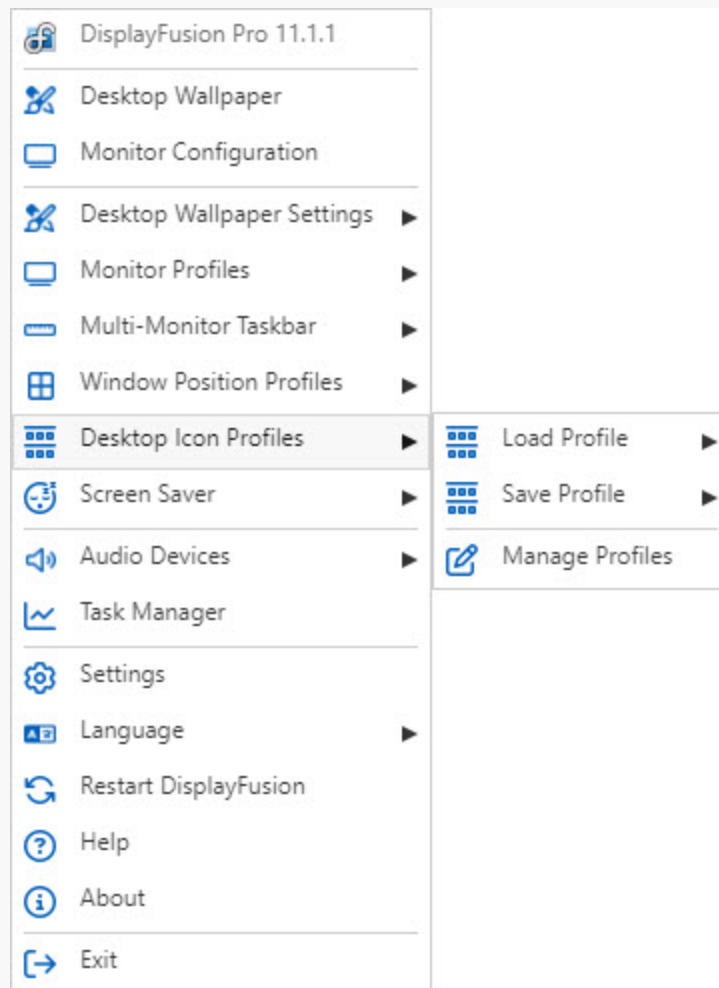 DisplayFusion Pro 11.1.1
Desktop Wallpaper
Monitor Configuration
Desktop Wallpaper Settings
Monitor Profiles
Multi-Monitor Taskbar
Window Position Profiles
Desktop Icon Profiles
Screen Saver
Audio Devices
Task Manager
Settings
Language
Restart DisplayFusion
Help
About
Exit
Load Profile
Save Profile
Manage Profiles